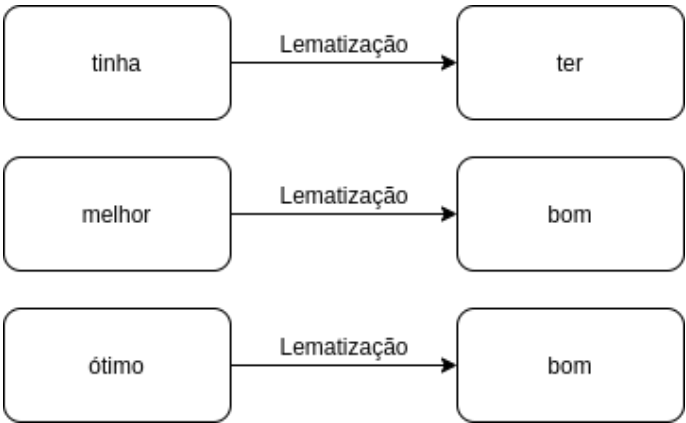 tinha
Lematização
ter
melhor
Lematização
bom
ótimo
Lematização
bom